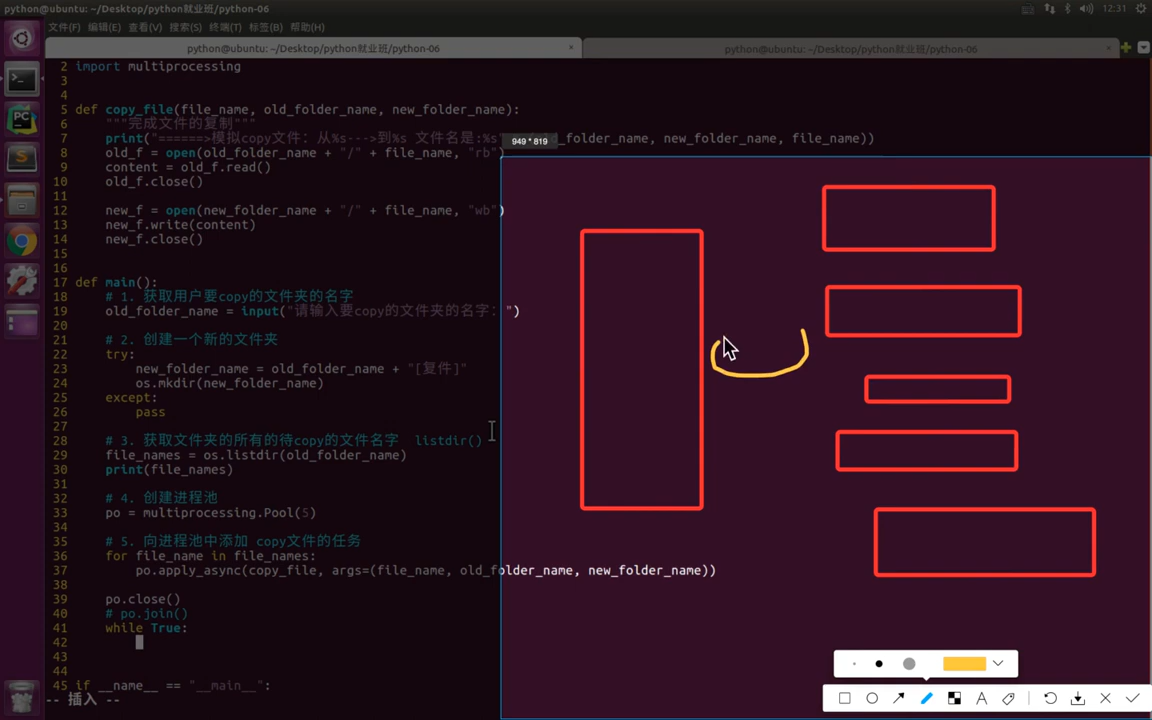 python@ubuntu: ~/Desktop/python就业班/python-06
12:31
文件(F) 编辑(E) 查看(V) 搜索(S) 终端(T) 标签(B) 帮助(H)
python@ubuntu: ~/Desktop/python就业班/python-06 ×
python@ubuntu: ~/Desktop/python就业班/python-06 ×
2 import multiprocessing
3
4
5 def copy_file(file_name, old_folder_name, new_folder_name):
6 """完成文件的复制"""
7 print("======>模拟copy文件: 从%s--->到%s 文件名是:%s" _folder_name, new_folder_name, file_name))
949 * 819
8 old_f = open(old_folder_name + "/" + file_name, "rb")
9 content = old_f.read()
10 old_f.close()
11
12 new_f = open(new_folder_name + "/" + file_name, "wb")
13 new_f.write(content)
14 new_f.close()
15
16
17 def main():
18 # 1. 获取用户要copy的文件夹的名字
19 old_folder_name = input("请输入要copy的文件夹的名字: ")
20
21 # 2. 创建一个新的文件夹
22 try:
23 new_folder_name = old_folder_name + "[复件]"
24 os.mkdir(new_folder_name)
25 except:
26 pass
27
28 # 3. 获取文件夹的所有的待copy的文件名字 listdir()
29 file_names = os.listdir(old_folder_name)
30 print(file_names)
31
32 # 4. 创建进程池
33 po = multiprocessing.Pool(5)
34
35 # 5. 向进程池中添加 copy文件的任务
36 for file_name in file_names:
37 po.apply_async(copy_file, args=(file_name, old_folder_name, new_folder_name))
38
39 po.close()
40 # po.join()
41 while True:
42
43
44
45 if __name__ == "__main__":
-- 插入 --